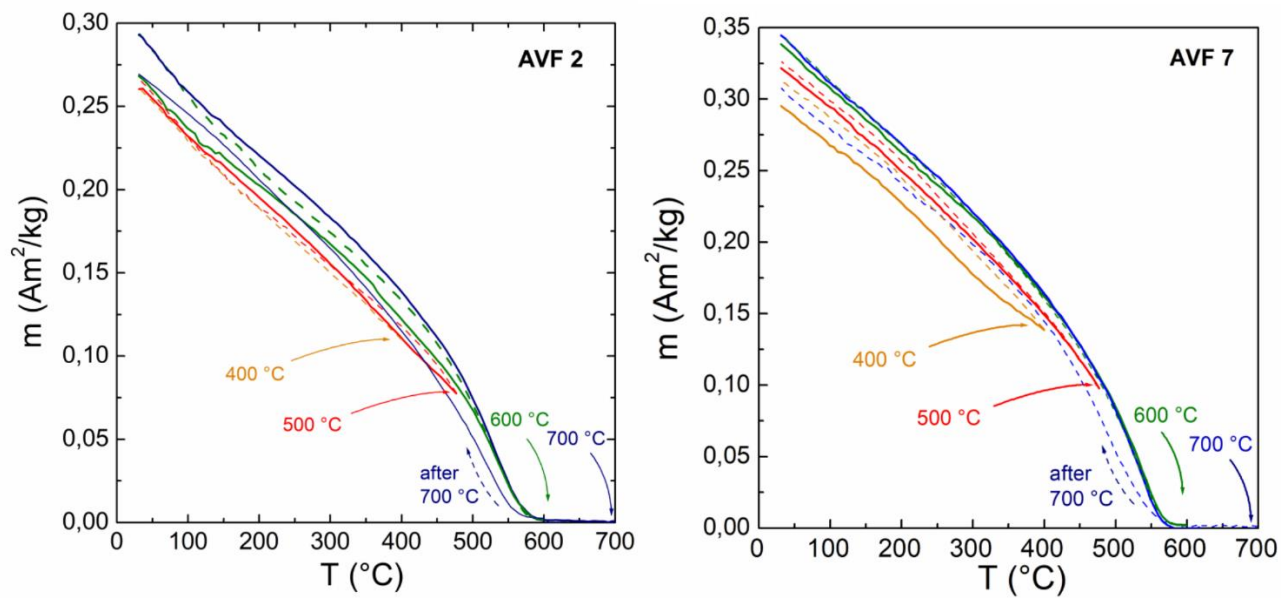 0,30
0,25
0,20
0,15
0,10
0,05
0,00
m (Am²/kg)
AVF 2
400 °C
500 °C
600 °C
700 °C
after
700 °C
0 100 200 300 400 500 600 700
T (°C)
0,35
0,30
0,25
0,20
0,15
0,10
0,05
0,00
m (Am²/kg)
AVF 7
400 °C
500 °C
600 °C
700 °C
after
700 °C
0 100 200 300 400 500 600 700
T (°C)